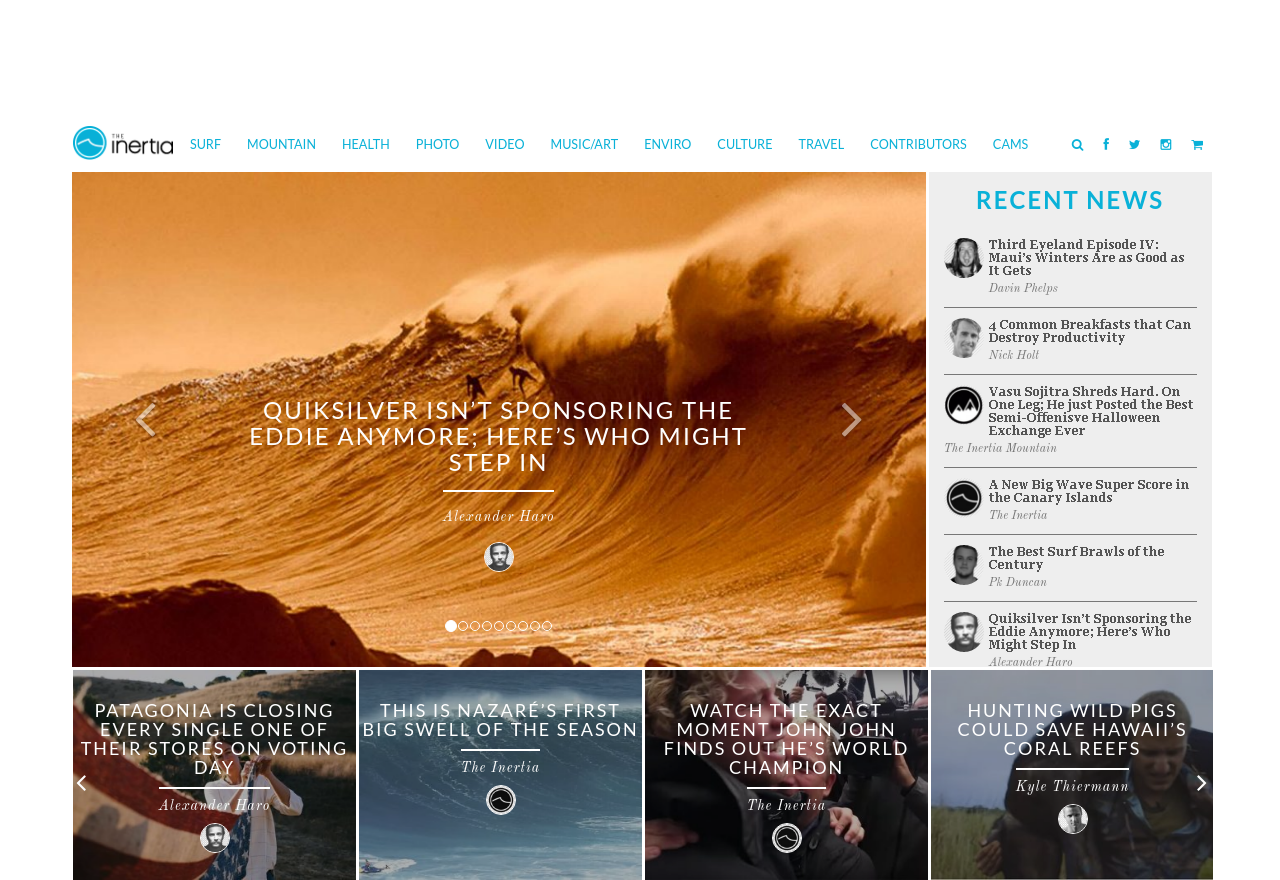 THE
inertia
SURF MOUNTAIN HEALTH PHOTO VIDEO MUSIC/ART ENVIRO CULTURE TRAVEL CONTRIBUTORS CAMS
QUIKSILVER ISN'T SPONSORING THE
EDDIE ANYMORE; HERE'S WHO MIGHT
STEP IN
Alexander Haro
RECENT NEWS
Third Eyeland Episode IV:
Maui's Winters Are as Good as
It Gets
Davin Phelps
4 Common Breakfasts that Can
Destroy Productivity
Nick Holt
Vasu Sojitra Shreds Hard. On
One Leg; He just Posted the Best
Semi-Offenisve Halloween
Exchange Ever
The Inertia Mountain
A New Big Wave Super Score in
the Canary Islands
The Inertia
The Best Surf Brawls of the
Century
Pk Duncan
Quiksilver Isn't Sponsoring the
Eddie Anymore; Here's Who
Might Step In
Alexander Haro
PATAGONIA IS CLOSING
EVERY SINGLE ONE OF
THEIR STORES ON VOTING
DAY
Alexander Haro
THIS IS NAZARÉ'S FIRST
BIG SWELL OF THE SEASON
The Inertia
WATCH THE EXACT
MOMENT JOHN JOHN
FINDS OUT HE'S WORLD
CHAMPION
The Inertia
HUNTING WILD PIGS
COULD SAVE HAWAII'S
CORAL REEFS
Kyle Thiermann